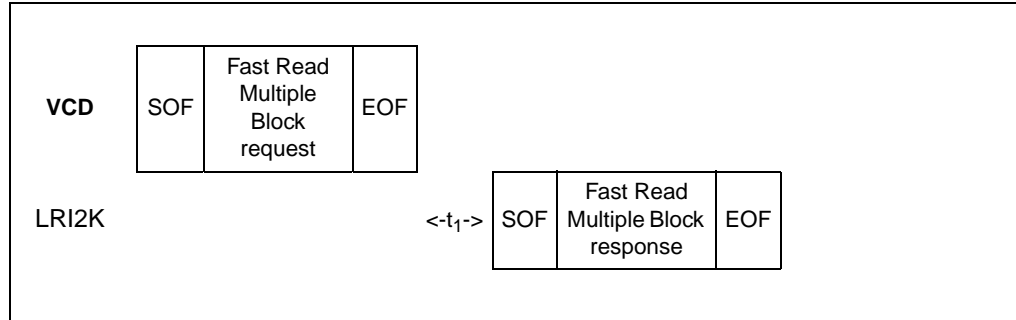 VCD
SOF
Fast Read
Multiple
Block
request
EOF
LRI2K
<-t₁->
SOF
Fast Read
Multiple Block
response
EOF